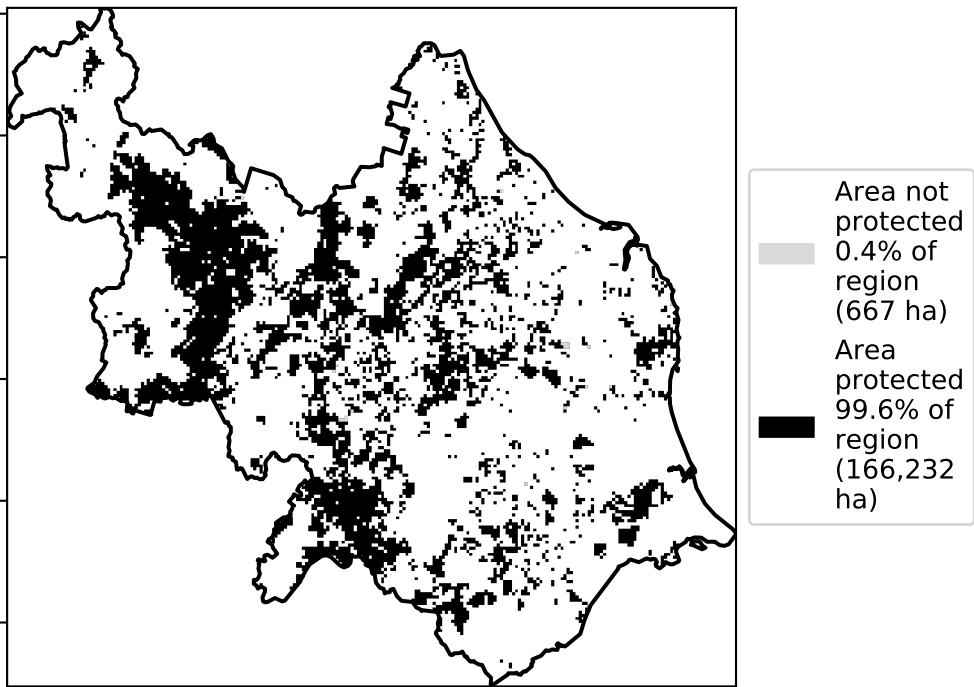 Area not
protected
0.4% of
region
(667 ha)
Area
protected
99.6% of
region
(166,232
ha)